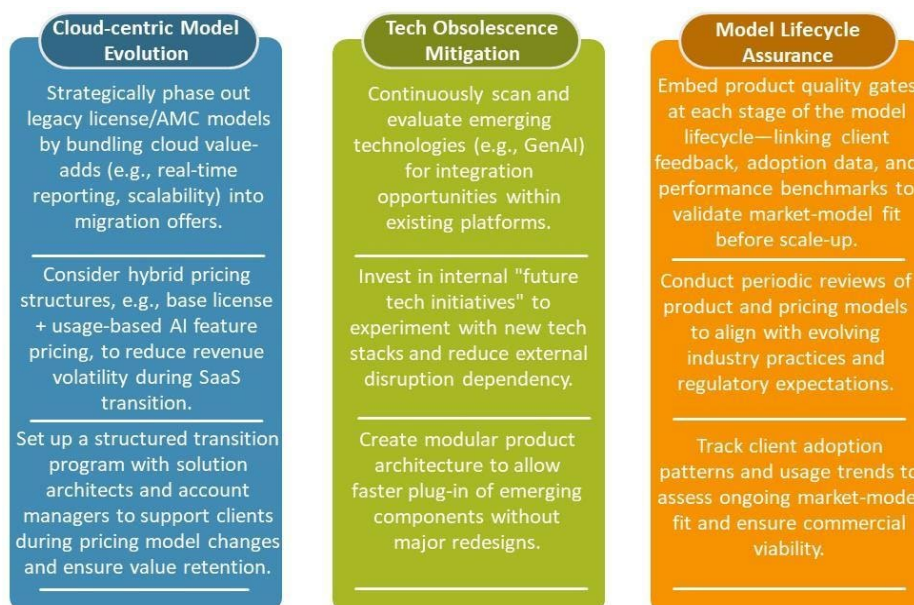 Cloud-centric Model
Evolution
Strategically phase out
legacy license/AMC models
by bundling cloud value-
adds (e.g., real-time
reporting, scalability) into
migration offers.
Consider hybrid pricing
structures, e.g., base license
+ usage-based AI feature
pricing, to reduce revenue
volatility during SaaS
transition.
Set up a structured transition
program with solution
architects and account
managers to support clients
during pricing model changes
and ensure value retention.
Tech Obsolescence
Mitigation
Continuously scan and
evaluate emerging
technologies (e.g., GenAI)
for integration
opportunities within
existing platforms.
Invest in internal "future
tech initiatives" to
experiment with new tech
stacks and reduce external
disruption dependency.
Create modular product
architecture to allow
faster plug-in of emerging
components without
major redesigns.
Model Lifecycle
Assurance
Embed product quality gates
at each stage of the model
lifecycle—linking client
feedback, adoption data, and
performance benchmarks to
validate market-model fit
before scale-up.
Conduct periodic reviews of
product and pricing models
to align with evolving
industry practices and
regulatory expectations.
Track client adoption
patterns and usage trends to
assess ongoing market-model
fit and ensure commercial
viability.